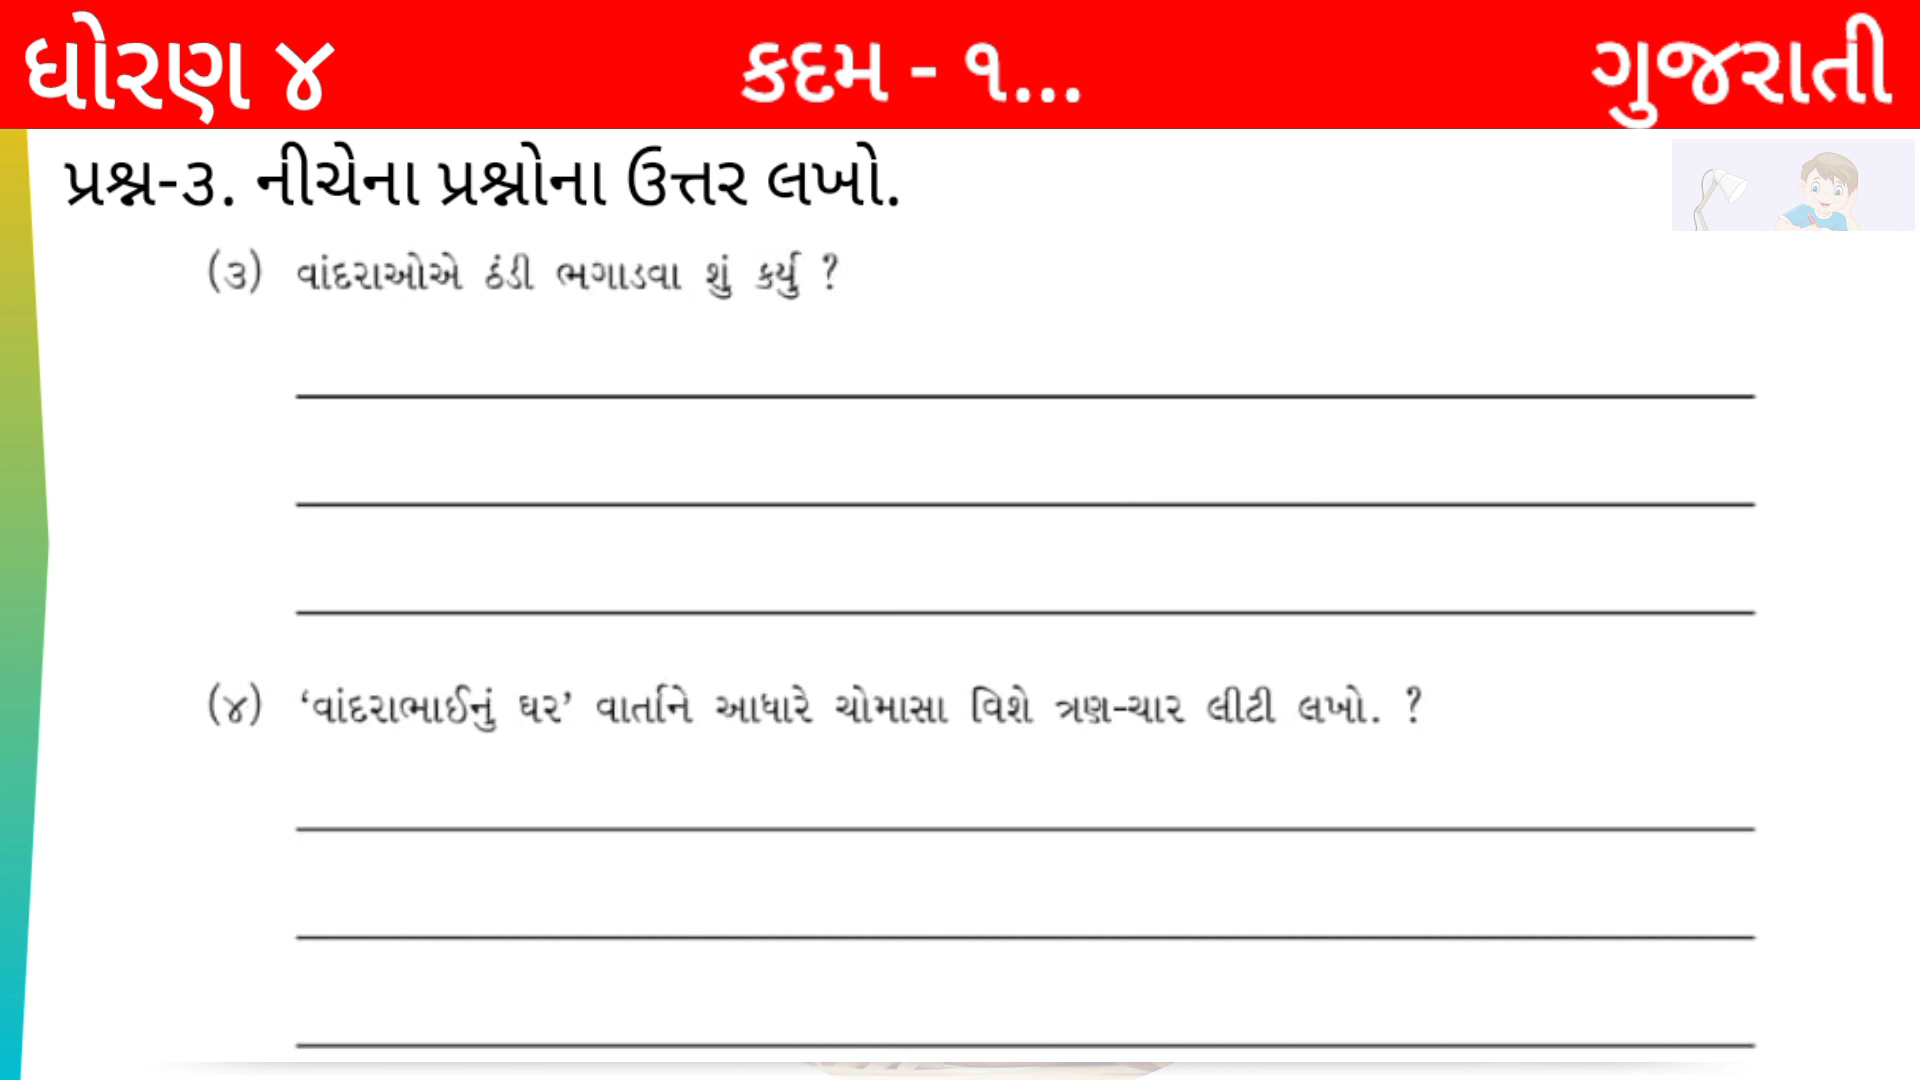 ધોરણ ૪ કદમ - ૧... ગુજરાતી
પ્રશ્ન-૩. નીચેના પ્રશ્નોના ઉત્તર લખો.
(૩) વાંદરાઓએ ઠંડી ભગાડવા શું કર્યુ ?
(૪) ‘વાંદરાભાઈનું ઘર’ વાર્તાને આધારે ચોમાસા વિશે ત્રણ-ચાર લીટી લખો. ?